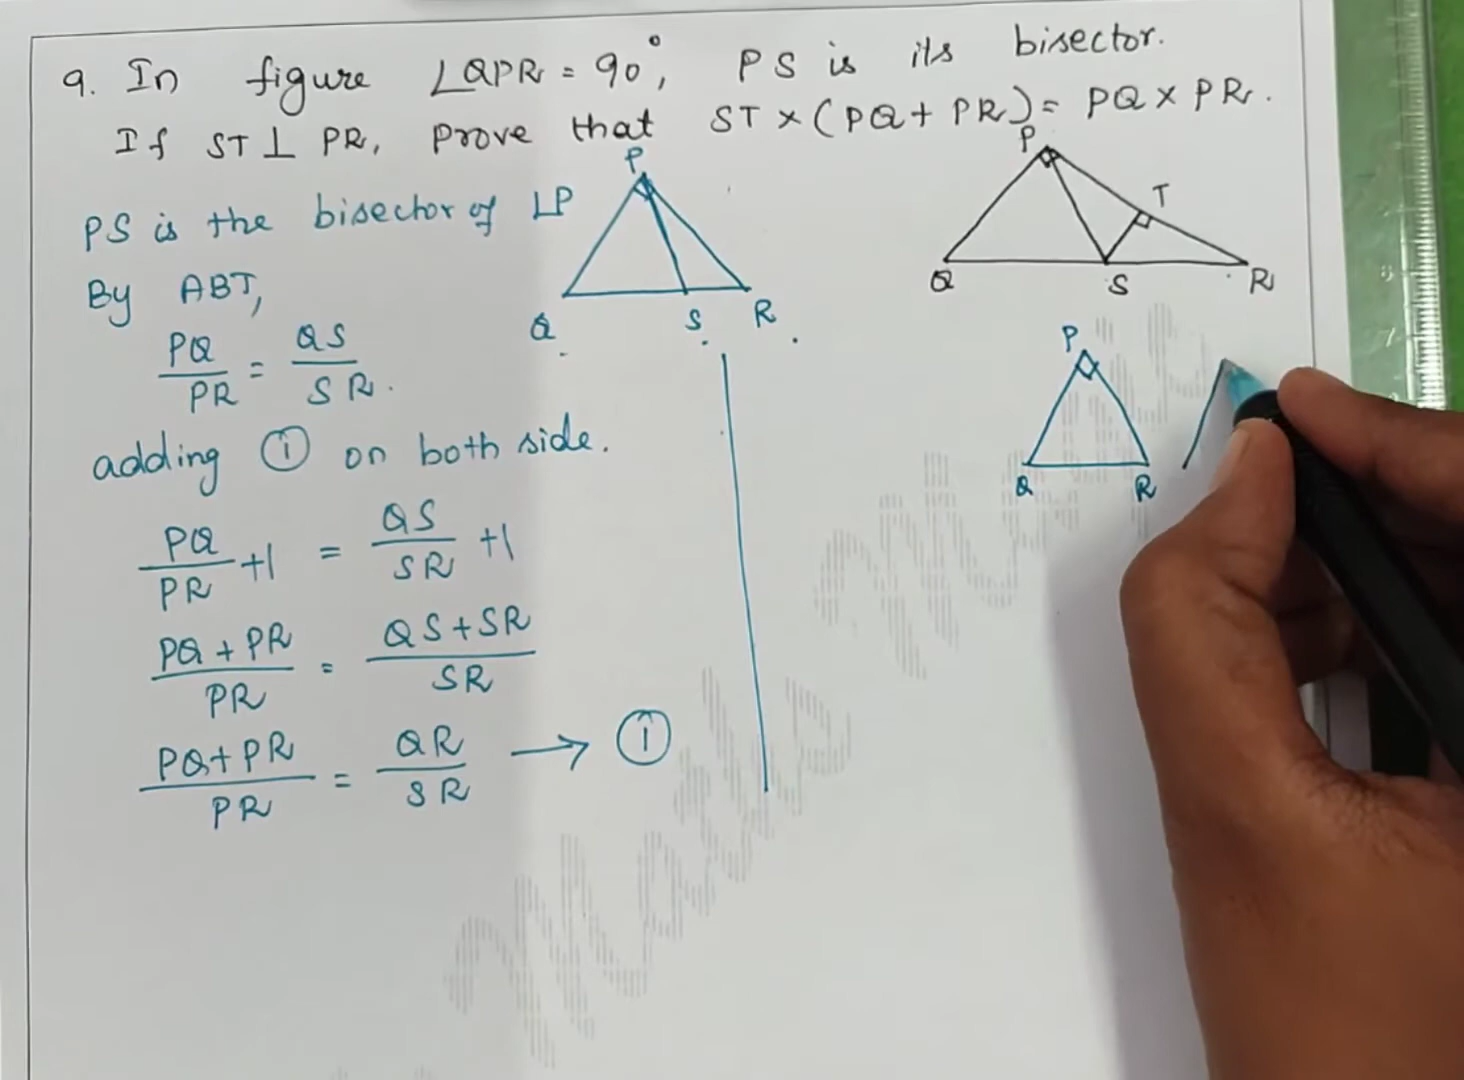 9. In figure ∠QPR = 90°, PS is its bisector.
If ST ⊥ PR, prove that ST × (PQ + PR) = PQ × PR.
PS is the bisector of ∠P
By ABT,
PQ/PR = QS/SR.
adding ① on both side.
PQ/PR +1 = QS/SR +1
PQ + PR/PR = QS+SR/SR
PQ+PR/PR = QR/SR → ①
P
Q S R
P
T
Q S R
P
Q R
Maths